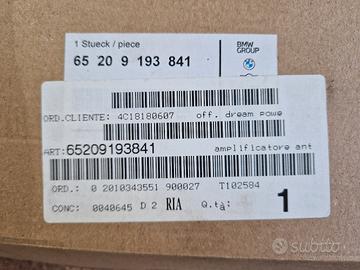 1 Stueck / piece
BMW
GROUP
65 20 9 193 841
ORD.CLIENTE: 4C18180607 off. dream powe
ART: 65209193841 amplificatore ant
ORD.: 0 2010343551 900027 T102584
CONC: 0040645 D 2 RIA Q.tà: 1
subito